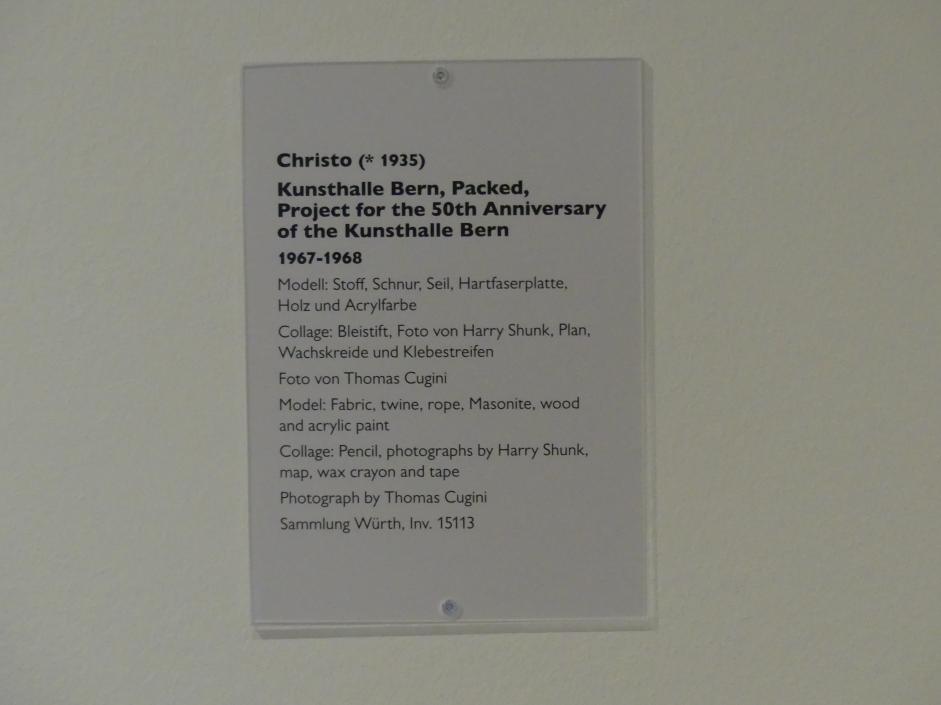 Christo (* 1935)
Kunsthalle Bern, Packed,
Project for the 50th Anniversary
of the Kunsthalle Bern
1967-1968
Modell: Stoff, Schnur, Seil, Hartfaserplatte,
Holz und Acrylfarbe
Collage: Bleistift, Foto von Harry Shunk, Plan,
Wachskreide und Klebestreifen
Foto von Thomas Cugini
Model: Fabric, twine, rope, Masonite, wood
and acrylic paint
Collage: Pencil, photographs by Harry Shunk,
map, wax crayon and tape
Photograph by Thomas Cugini
Sammlung Würth, Inv. 15113